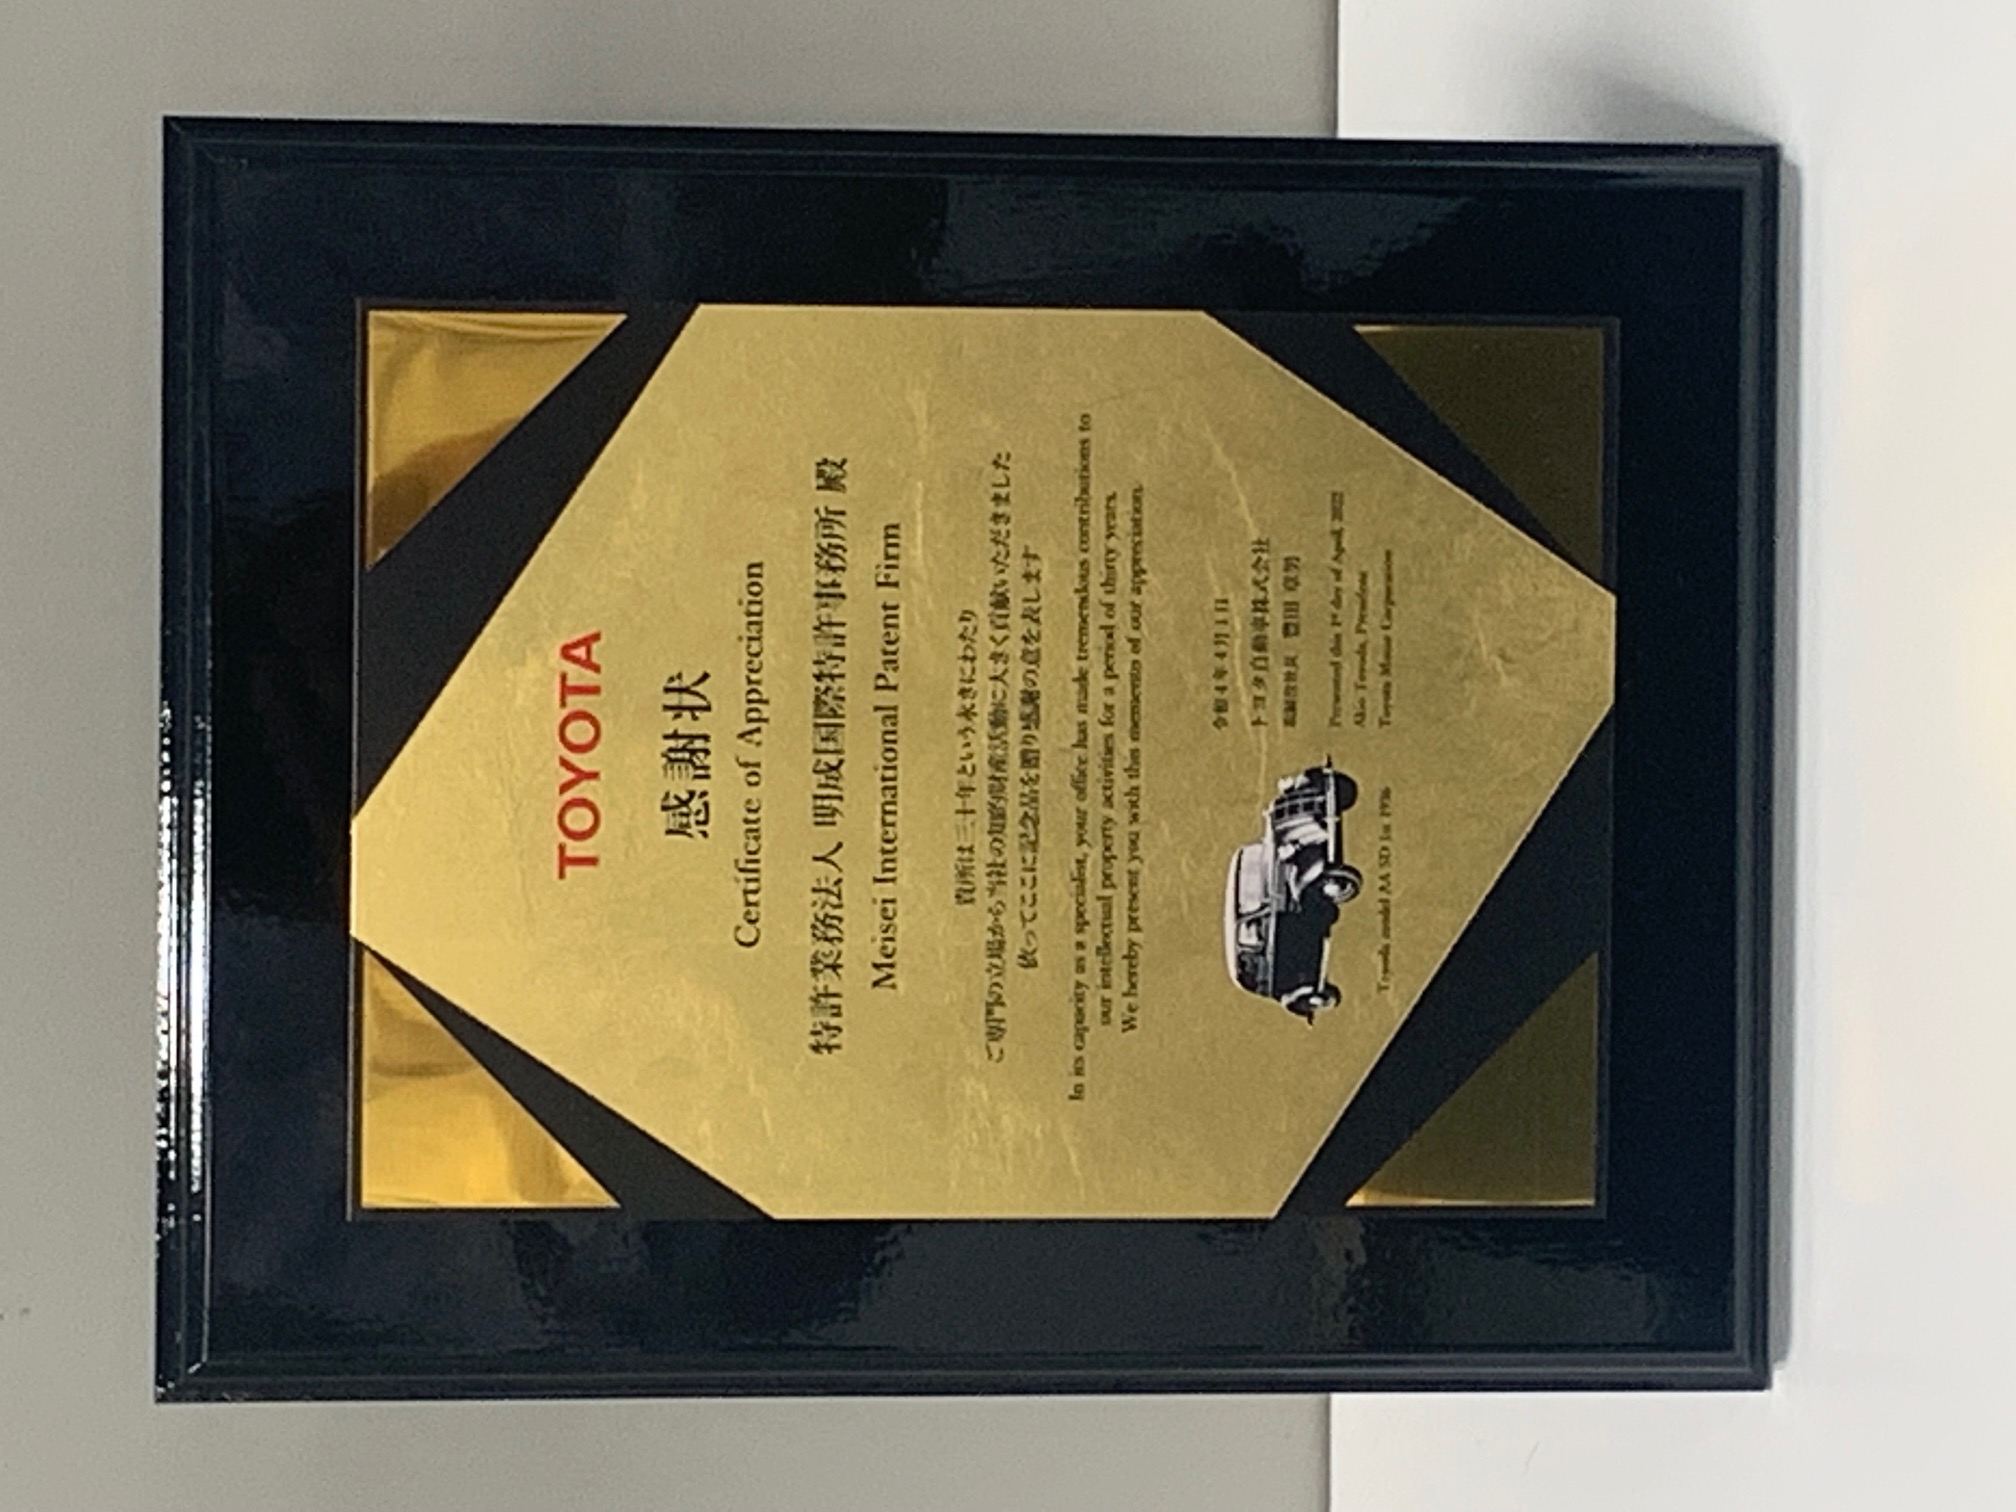 TOYOTA
感謝状
Certificate of Appreciation
特許業務法人 明成国際特許事務所 殿
Meisei International Patent Firm
貴所は三十年という永きにわたり
ご専門の立場から当社の知的財産活動に大きく貢献いただきました
依ってここに記念品を贈り感謝の意を表します
In its capacity as a specialist, your office has made tremendous contributions to
our intellectual property activities for a period of thirty years.
We hereby present you with this memento of our appreciation.
令和4年4月1日
トヨタ自動車株式会社
取締役社長 豊田 章男
Presented this 1st day of April, 2022
Akio Toyoda, President
Toyota Motor Corporation
Toyoda model AA SD 1st 1936